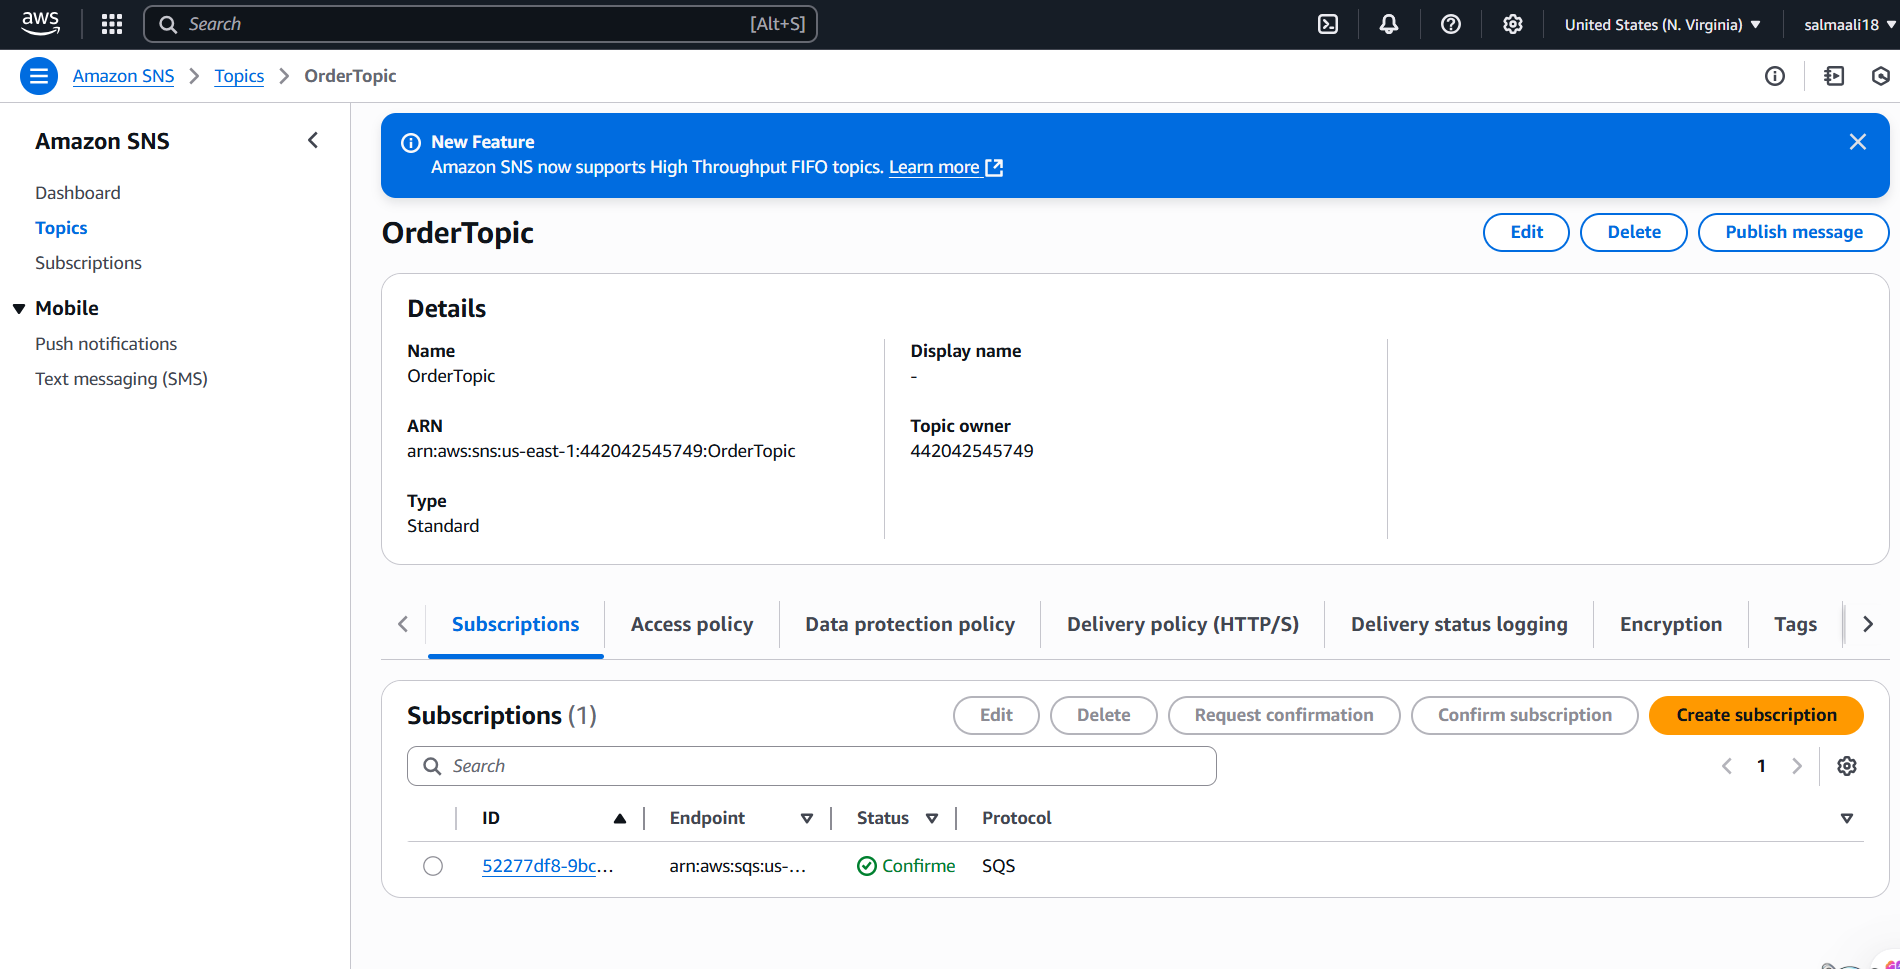 aws
Search [Alt+S]
United States (N. Virginia)
salmaali18
Amazon SNS
Topics
OrderTopic
Amazon SNS
Dashboard
Topics
Subscriptions
Mobile
Push notifications
Text messaging (SMS)
New Feature
Amazon SNS now supports High Throughput FIFO topics. Learn more
OrderTopic
Edit
Delete
Publish message
Details
Name
OrderTopic
ARN
arn:aws:sns:us-east-1:442042545749:OrderTopic
Type
Standard
Display name
-
Topic owner
442042545749
Subscriptions
Access policy
Data protection policy
Delivery policy (HTTP/S)
Delivery status logging
Encryption
Tags
Subscriptions (1)
Edit
Delete
Request confirmation
Confirm subscription
Create subscription
Search
1
ID
Endpoint
Status
Protocol
52277df8-9bc...
arn:aws:sqs:us-...
Confirme
SQS